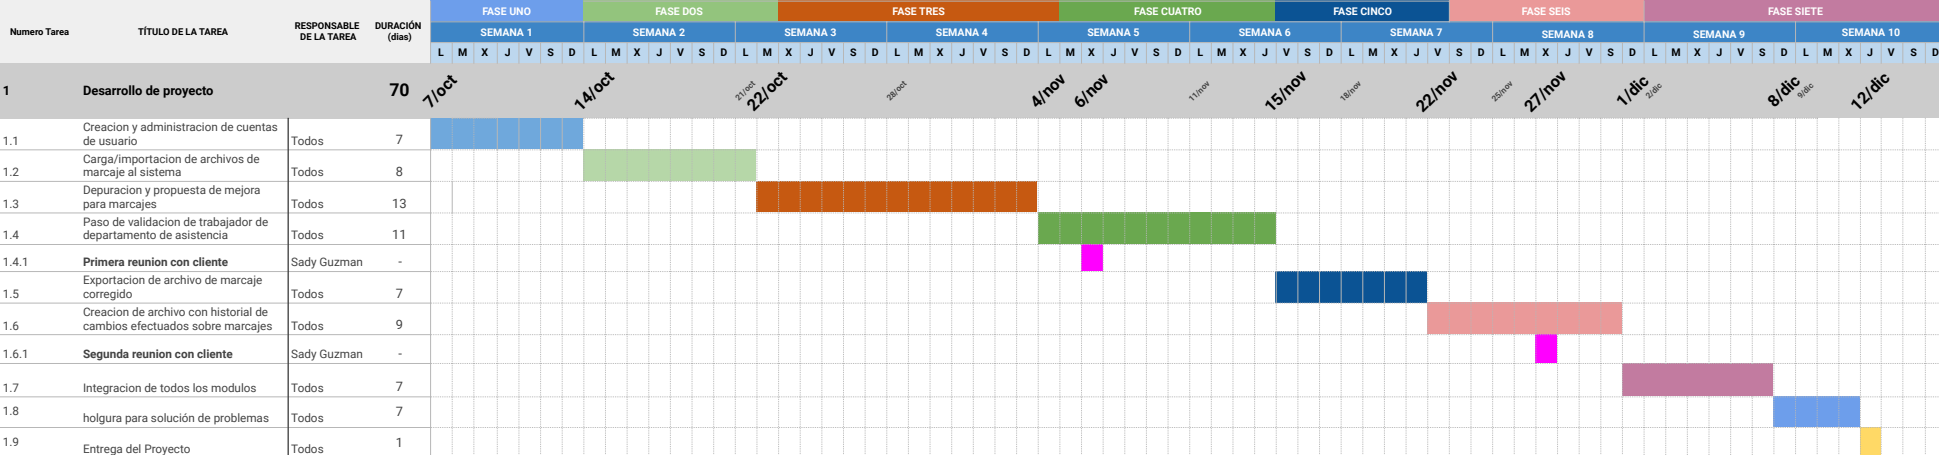 FASE UNO FASE DOS FASE TRES FASE CUATRO FASE CINCO FASE SEIS FASE SIETE
Numero Tarea TÍTULO DE LA TAREA RESPONSABLE DE LA TAREA DURACIÓN (dias)
SEMANA 1 SEMANA 2 SEMANA 3 SEMANA 4 SEMANA 5 SEMANA 6 SEMANA 7 SEMANA 8 SEMANA 9 SEMANA 10
L M X J V S D L M X J V S D L M X J V S D L M X J V S D L M X J V S D L M X J V S D L M X J V S D L M X J V S D L M X J V S D L M X J V S D
1 Desarrollo de proyecto 70 7/oct 14/oct 21/oct 22/oct 28/oct 4/nov 6/nov 11/nov 15/nov 18/nov 22/nov 25/nov 27/nov 1/dic 2/dic 8/dic 9/dic 12/dic
Creacion y administracion de cuentas
1.1 de usuario Todos 7
Carga/importacion de archivos de
1.2 marcaje al sistema Todos 8
Depuracion y propuesta de mejora
1.3 para marcajes Todos 13
Paso de validacion de trabajador de
1.4 departamento de asistencia Todos 11
1.4.1 Primera reunion con cliente Sady Guzman -
Exportacion de archivo de marcaje
1.5 corregido Todos 7
Creacion de archivo con historial de
1.6 cambios efectuados sobre marcajes Todos 9
1.6.1 Segunda reunion con cliente Sady Guzman -
1.7 Integracion de todos los modulos Todos 7
1.8 holgura para solución de problemas Todos 7
1.9 Entrega del Proyecto Todos 1